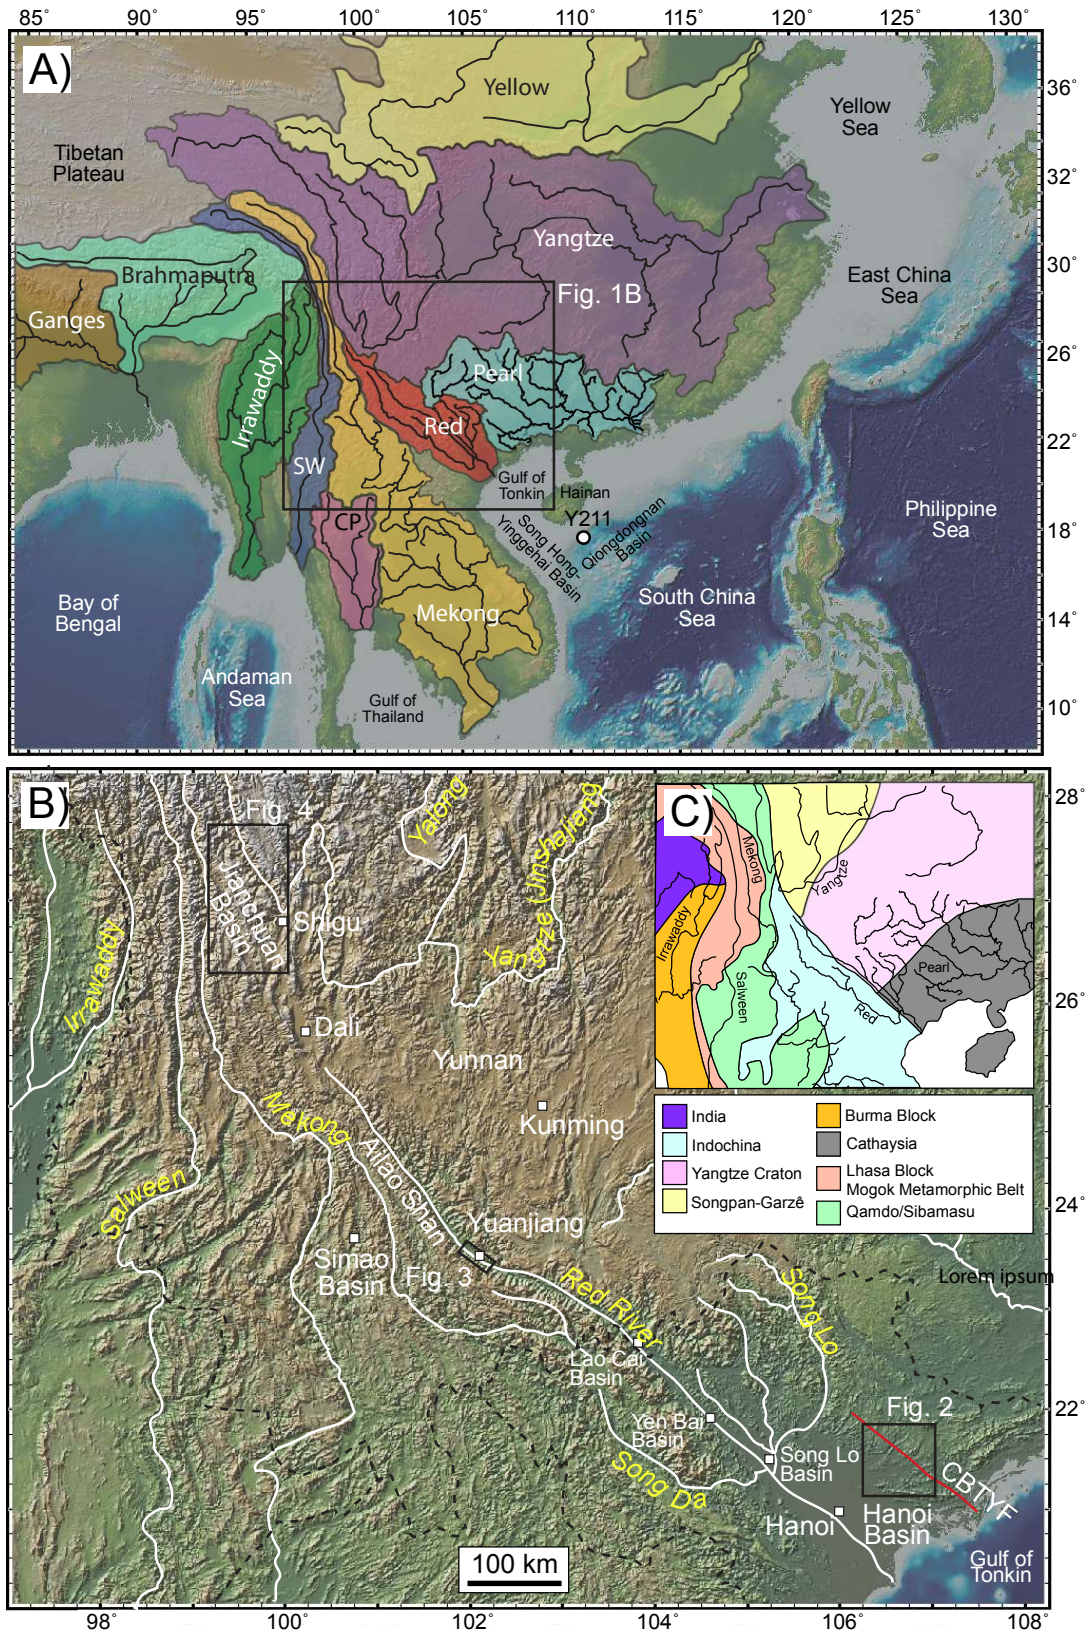 85° 90° 95° 100° 105° 110° 115° 120° 125° 130°
A)
Yellow
36°
Yellow
Sea
Tibetan
Plateau
32°
Yangtze
30°
Brahmaputra
East China
Sea
Fig. 1B
Ganges
26°
Irrawaddy
Pearl
Red
22°
SW
Gulf of
Tonkin
Hainan
CP
Y211
Song Hong-
Yinggehai Basin
Qiongdongnan
Basin
Philippine
Sea
18°
Bay of
Bengal
Mekong
South China
Sea
14°
Andaman
Sea
Gulf of
Thailand
10°
B)
Fig. 4
Yalong
Yangtze (Jinshajiang)
28°
Jianchuan
Basin
Shigu
Irrawaddy
C)
Mekong
Yangtze
Irrawaddy
Salween
Pearl
Red
26°
Dali
Yunnan
Kunming
Mekong
Ailao Shan
India
Indochina
Yangtze Craton
Songpan-Garzê
Burma Block
Cathaysia
Lhasa Block
Mogok Metamorphic Belt
Qamdo/Sibamasu
24°
Salween
Yuanjiang
Simao
Basin
Fig. 3
Red River
Song Lo
Lorem ipsum
Lao Cai
Basin
22°
Fig. 2
Yen Bai
Basin
Song Lo
Basin
Song Da
CBTYF
Hanoi
Hanoi
Basin
Gulf of
Tonkin
100 km
98° 100° 102° 104° 106° 108°